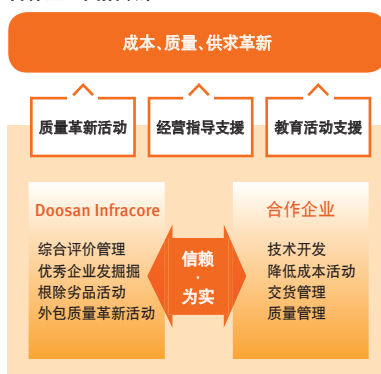 成本、质量、供求革新
质量革新活动
经营指导支援
教育活动支援
Doosan Infracore
综合评价管理
优秀企业发掘掘
根除劣品活动
外包质量革新活动
信赖
·
为实
合作企业
技术开发
降低成本活动
交货管理
质量管理